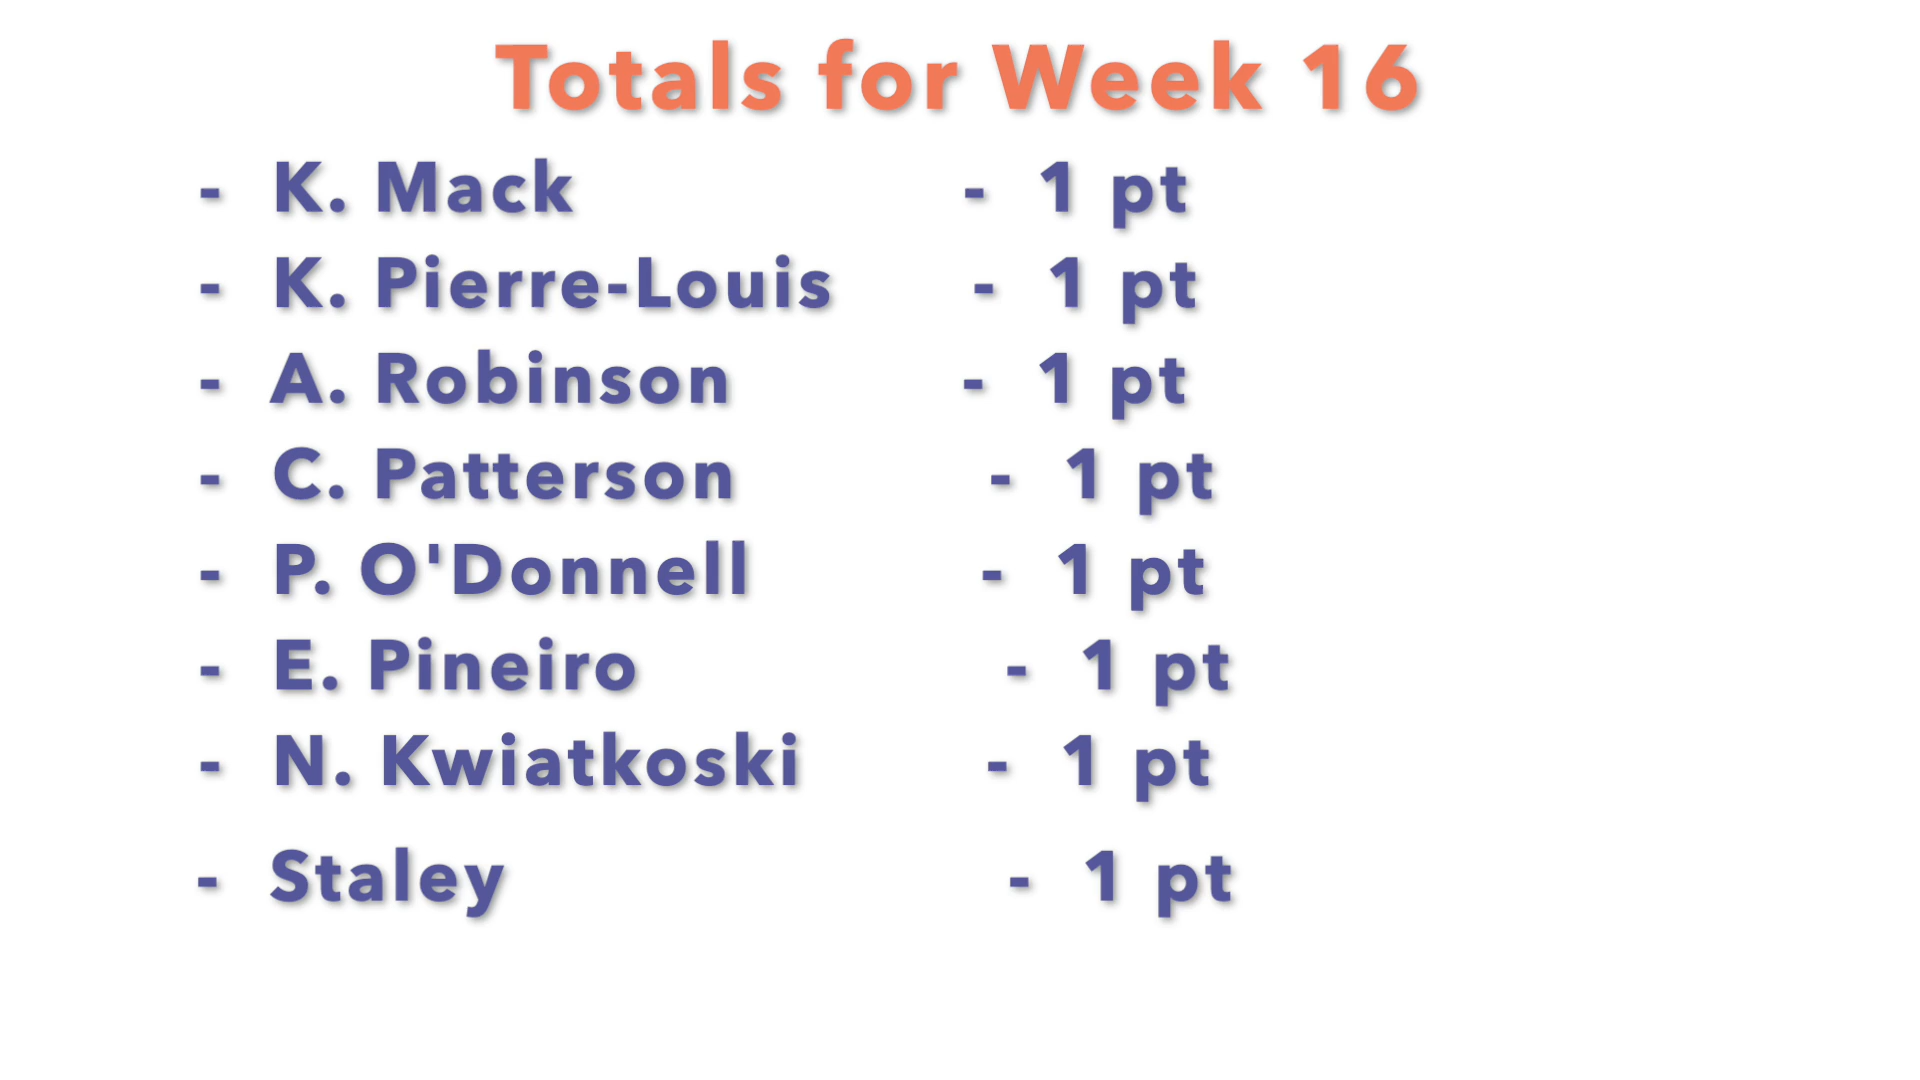 Totals for Week 16
- K. Mack - 1 pt
- K. Pierre-Louis - 1 pt
- A. Robinson - 1 pt
- C. Patterson - 1 pt
- P. O'Donnell - 1 pt
- E. Pineiro - 1 pt
- N. Kwiatkoski - 1 pt
- Staley - 1 pt